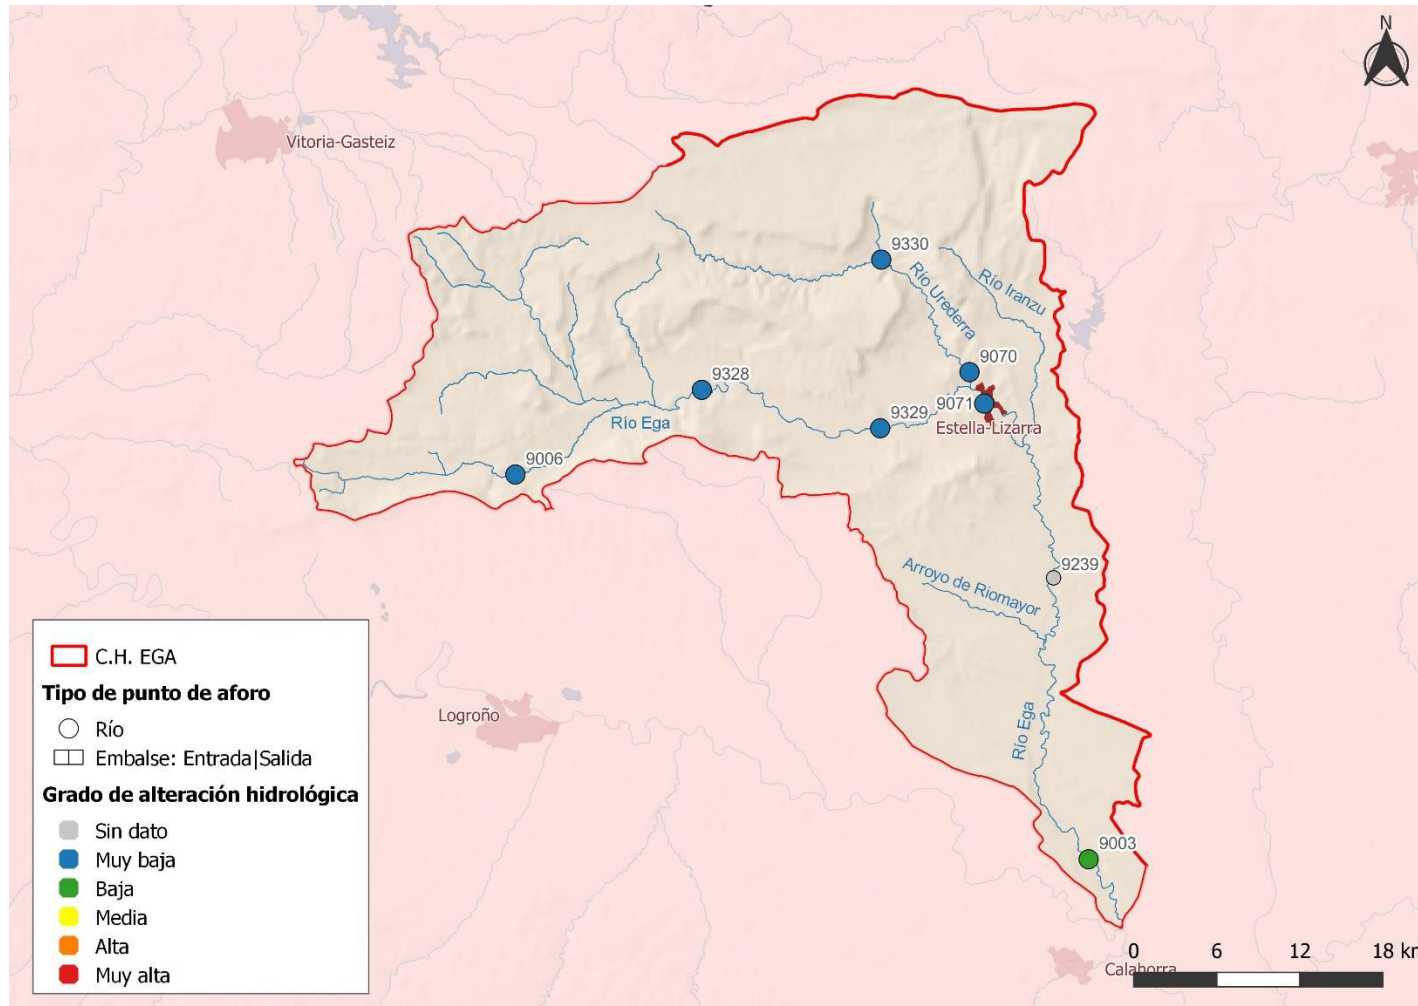 N
Vitoria-Gasteiz
9330
Río Urederra
Río Iranzu
9070
9328
9071
9329
Estella-Lizarra
Río Ega
9006
9239
Arroyo de Riomayor
C.H. EGA
Tipo de punto de aforo
Río
Embalse: Entrada|Salida
Grado de alteración hidrológica
Sin dato
Muy baja
Baja
Media
Alta
Muy alta
Logroño
Río Ega
9003
0 6 12 18 km
Calahorra